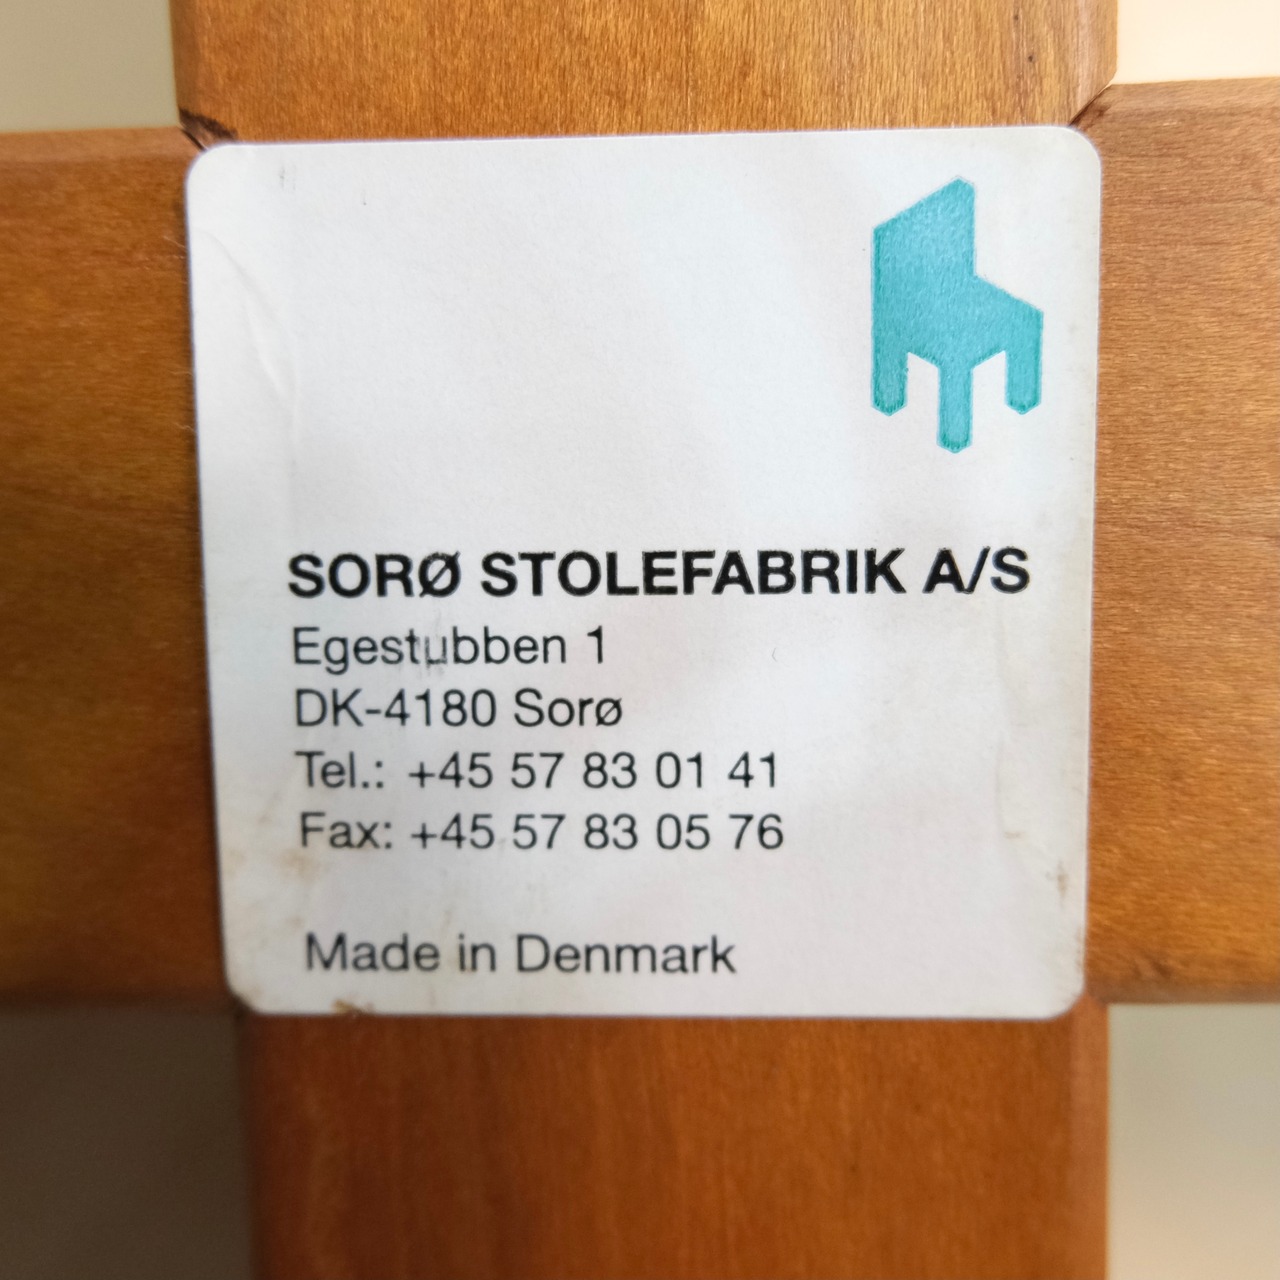 SORØ STOLEFABRIK A/S
Egestubben 1
DK-4180 Sorø
Tel.: +45 57 83 01 41
Fax: +45 57 83 05 76
Made in Denmark